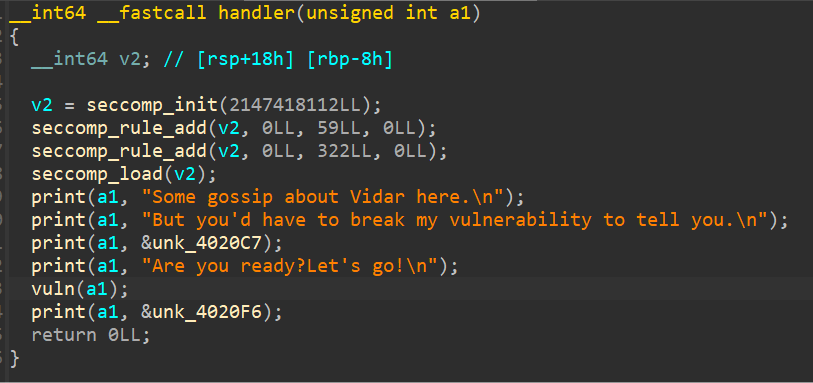 __int64 __fastcall handler(unsigned int a1)
{
  __int64 v2; // [rsp+18h] [rbp-8h]

  v2 = seccomp_init(2147418112LL);
  seccomp_rule_add(v2, 0LL, 59LL, 0LL);
  seccomp_rule_add(v2, 0LL, 322LL, 0LL);
  seccomp_load(v2);
  print(a1, "Some gossip about Vidar here.\n");
  print(a1, "But you'd have to break my vulnerability to tell you.\n");
  print(a1, &unk_4020C7);
  print(a1, "Are you ready?Let's go!\n");
  vuln(a1);
  print(a1, &unk_4020F6);
  return 0LL;
}